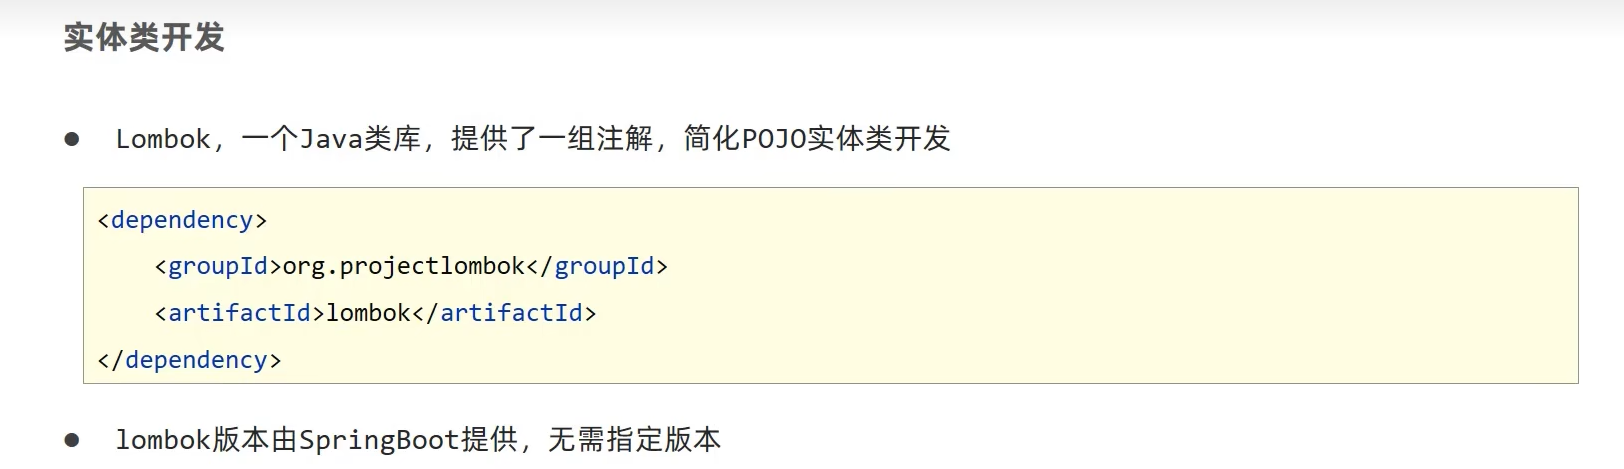 实体类开发
● Lombok，一个Java类库，提供了一组注解，简化POJO实体类开发
<dependency>
    <groupId>org.projectlombok</groupId>
    <artifactId>lombok</artifactId>
</dependency>
● lombok版本由SpringBoot提供，无需指定版本